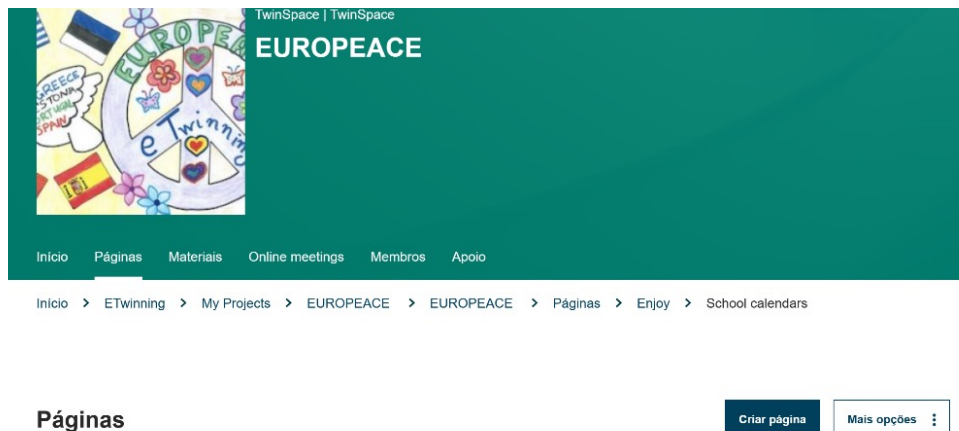 TwinSpace | TwinSpace
EUROPEACE
EUROPEA
GREECE
ESTONIA
PORTUGAL
SPAIN
eTwinning
Início Páginas Materiais Online meetings Membros Apoio
Início > ETwinning > My Projects > EUROPEACE > EUROPEACE > Páginas > Enjoy > School calendars
Páginas
Criar página
Mais opções